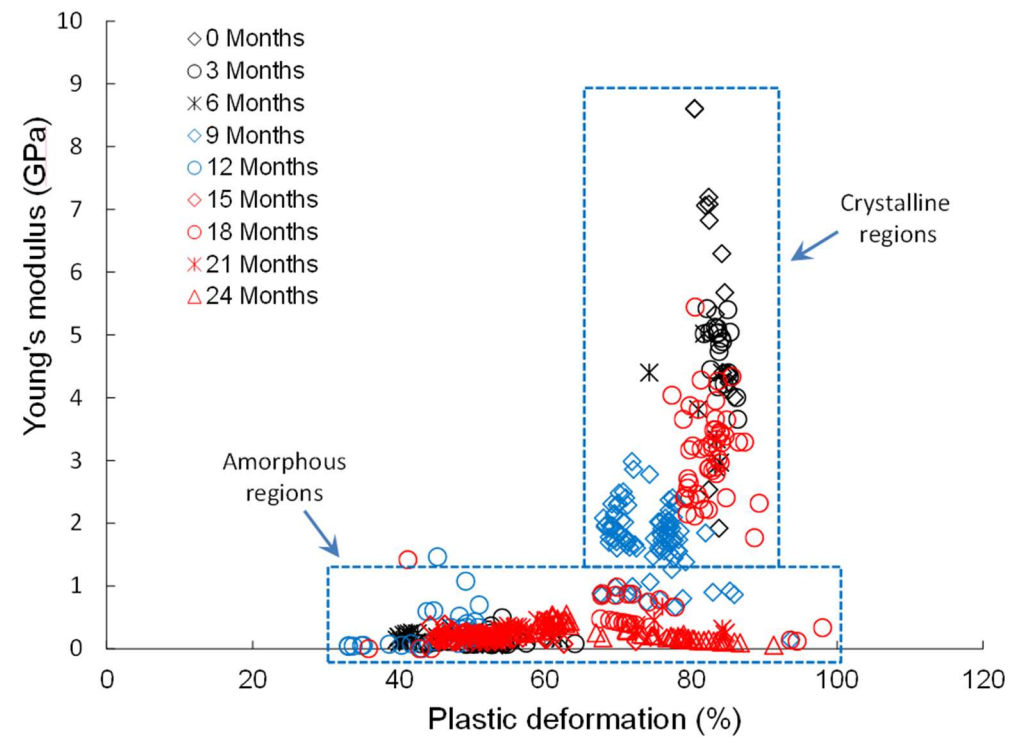 10
9
8
7
6
5
4
3
2
1
0
Young's modulus (GPa)
0 Months
3 Months
6 Months
9 Months
12 Months
15 Months
18 Months
21 Months
24 Months
Crystalline
regions
Amorphous
regions
0 20 40 60 80 100 120
Plastic deformation (%)